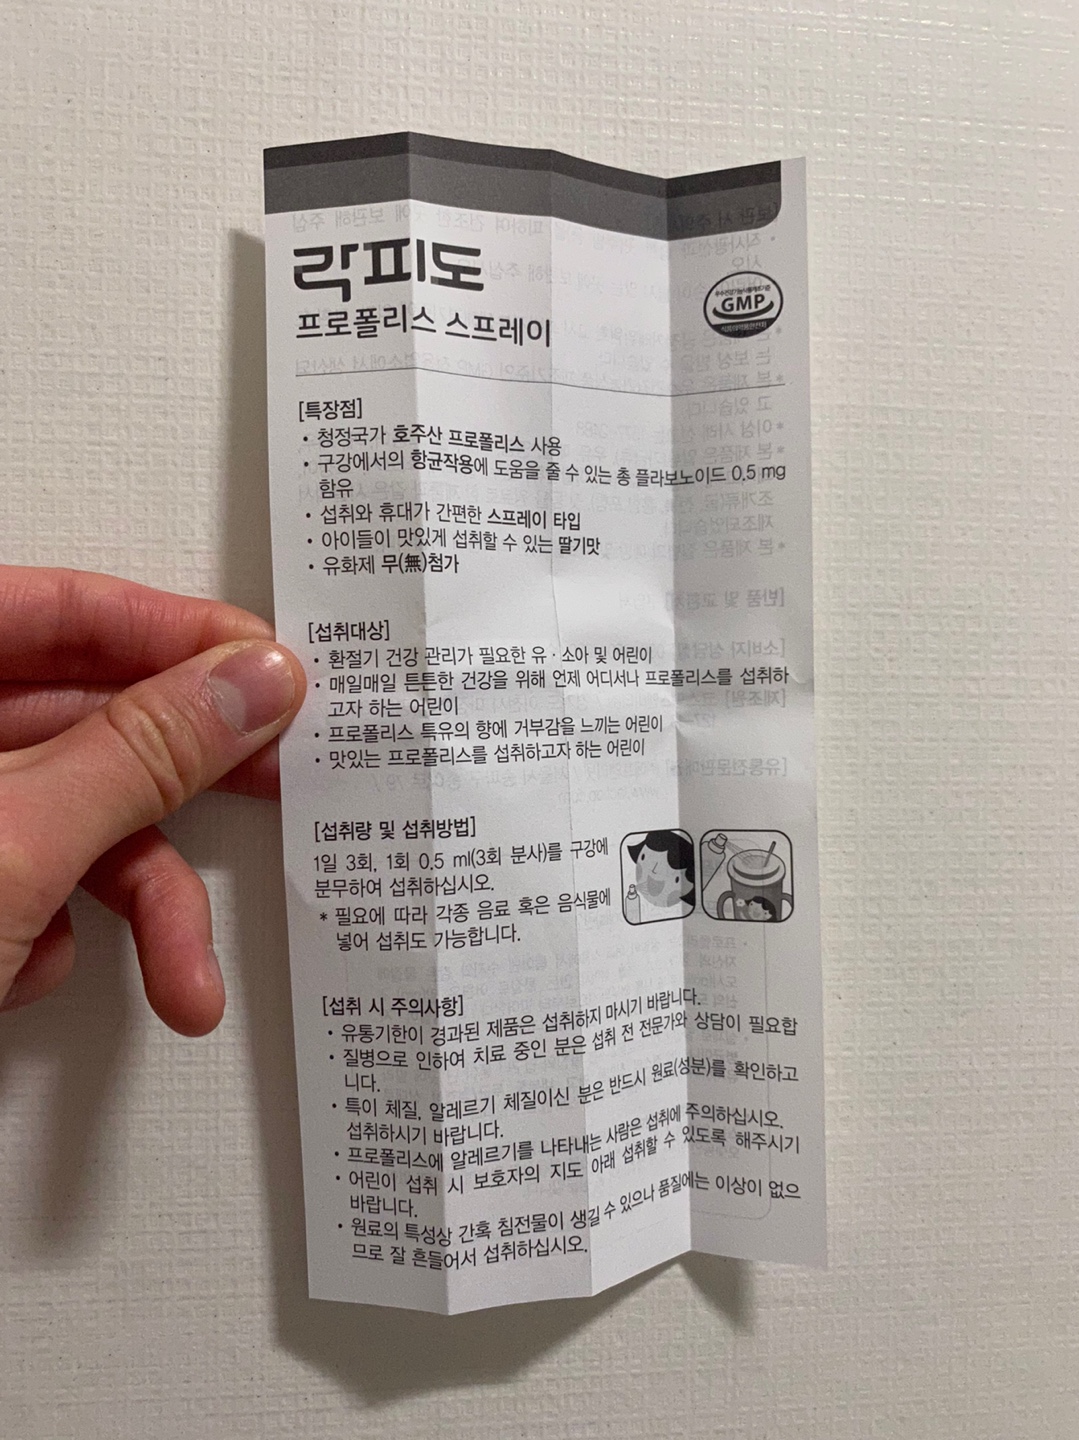 락피도
프로폴리스 스프레이
우수건강기능식품제조기준
GMP
식품의약품안전처
[특장점]
• 청정국가 호주산 프로폴리스 사용
• 구강에서의 항균작용에 도움을 줄 수 있는 총 플라보노이드 0.5 mg
함유
• 섭취와 휴대가 간편한 스프레이 타입
• 아이들이 맛있게 섭취할 수 있는 딸기맛
• 유화제 무(無)첨가
[섭취대상]
• 환절기 건강 관리가 필요한 유 · 소아 및 어린이
• 매일매일 튼튼한 건강을 위해 언제 어디서나 프로폴리스를 섭취하
고자 하는 어린이
• 프로폴리스 특유의 향에 거부감을 느끼는 어린이
• 맛있는 프로폴리스를 섭취하고자 하는 어린이
[섭취량 및 섭취방법]
1일 3회, 1회 0.5 ml(3회 분사)를 구강에
분무하여 섭취하십시오.
* 필요에 따라 각종 음료 혹은 음식물에
넣어 섭취도 가능합니다.
[섭취 시 주의사항]
• 유통기한이 경과된 제품은 섭취하지 마시기 바랍니다.
• 질병으로 인하여 치료 중인 분은 섭취 전 전문가와 상담이 필요합
니다.
• 특이 체질, 알레르기 체질이신 분은 반드시 원료(성분)를 확인하고
섭취하시기 바랍니다.
• 프로폴리스에 알레르기를 나타내는 사람은 섭취에 주의하십시오.
• 어린이 섭취 시 보호자의 지도 아래 섭취할 수 있도록 해주시기
바랍니다.
• 원료의 특성상 간혹 침전물이 생길 수 있으나 품질에는 이상이 없으
므로 잘 흔들어서 섭취하십시오.